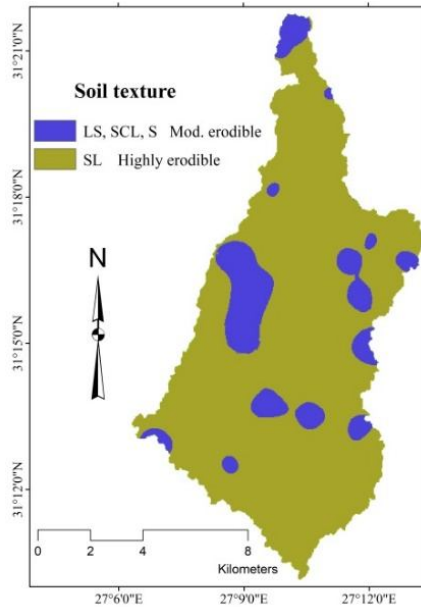 31°21'0"N
Soil texture
LS, SCL, S Mod. erodible
SL Highly erodible
31°18'0"N
N
31°15'0"N
31°12'0"N
0 2 4 8
Kilometers
27°6'0"E 27°9'0"E 27°12'0"E